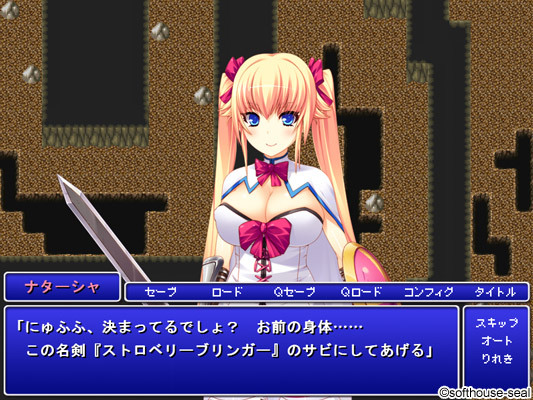 ナターシャ
セーブ ロード Qセーブ Qロード コンフィグ タイトル
「にゅふふ、決まってるでしょ？　お前の身体……
この名剣『ストロベリーブリンガー』のサビにしてあげる」
スキップ
オート
りれき
©softhouse-seal